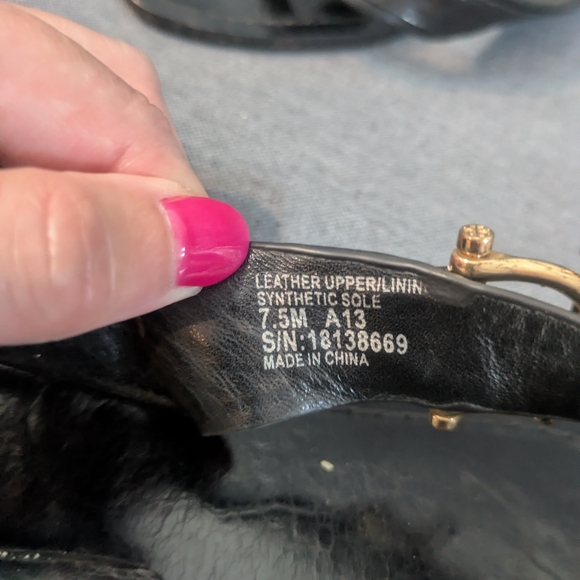 LEATHER UPPER/LININ
SYNTHETIC SOLE
7.5M A13
S/N:18138669
MADE IN CHINA